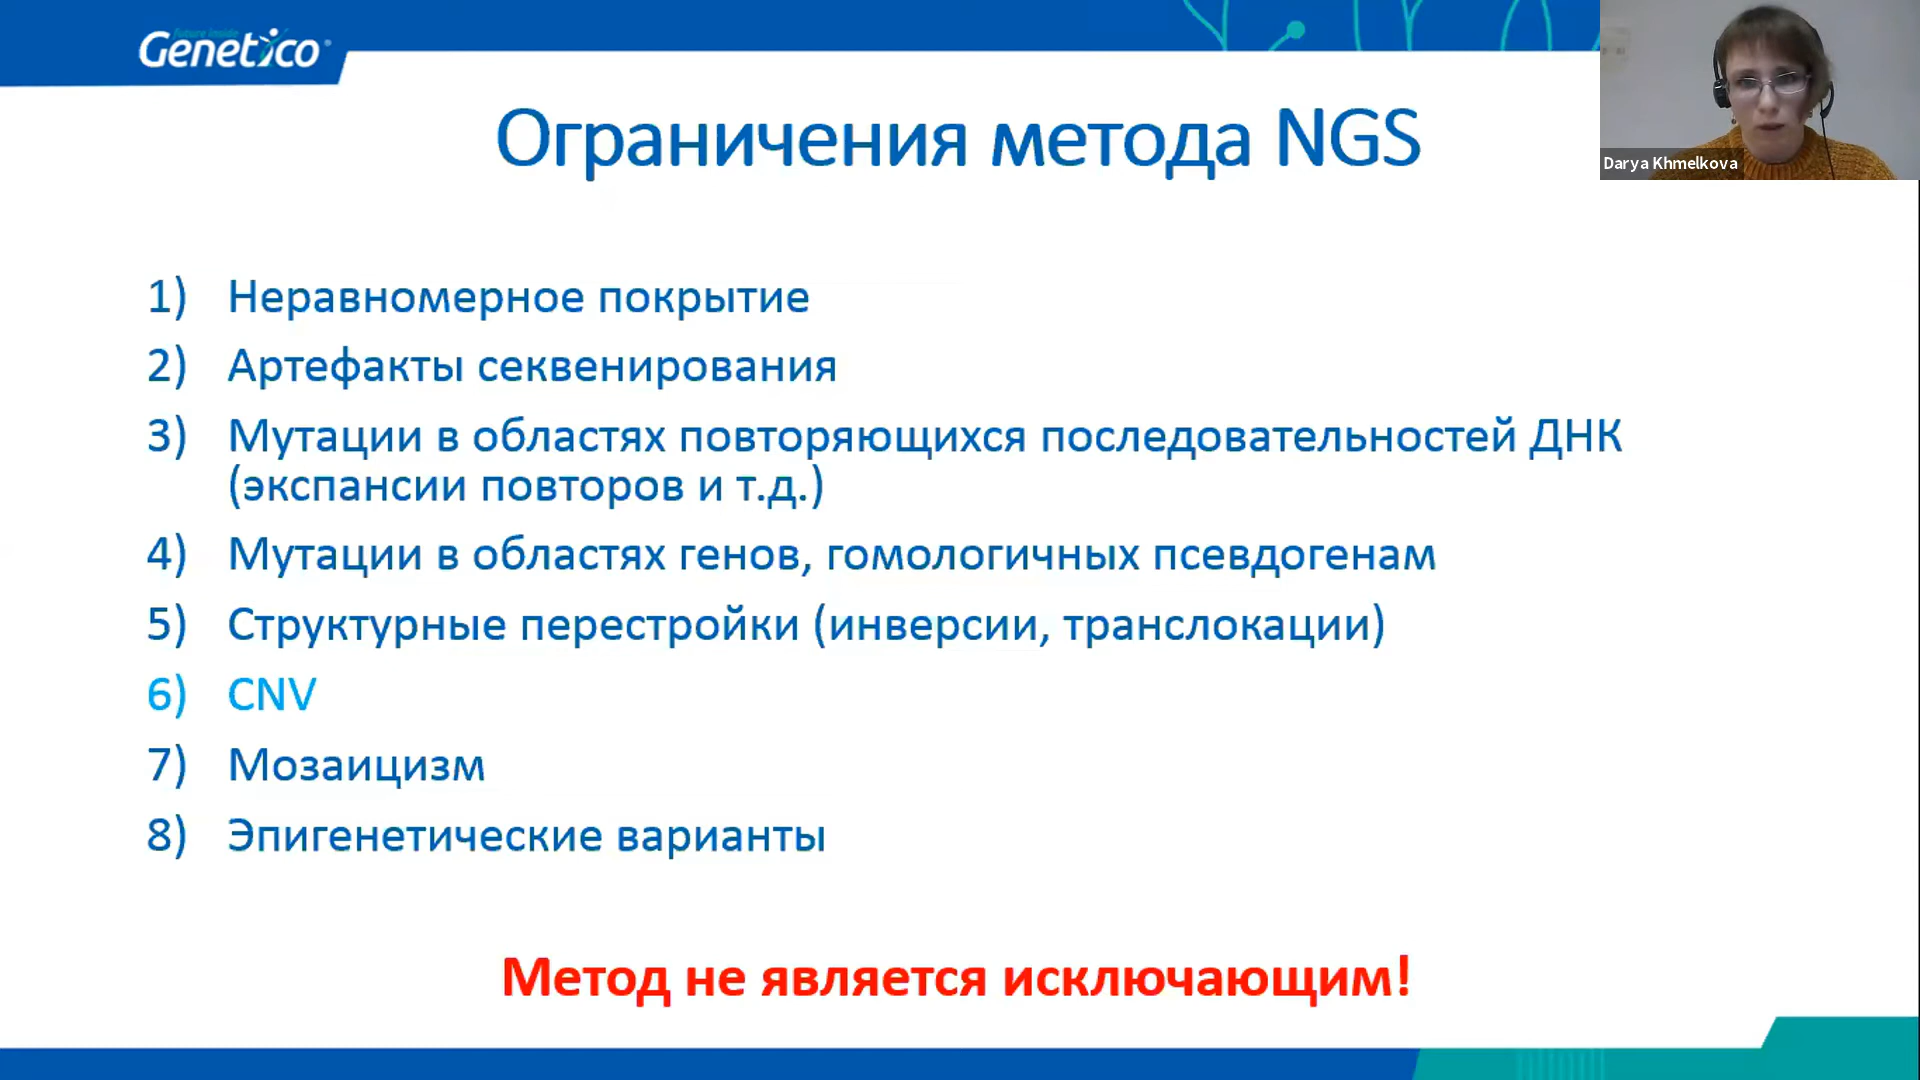 Genetico
Ограничения метода NGS
Darya Khmelkova
1) Неравномерное покрытие
2) Артефакты секвенирования
3) Мутации в областях повторяющихся последовательностей ДНК
(экспансии повторов и т.д.)
4) Мутации в областях генов, гомологичных псевдогенам
5) Структурные перестройки (инверсии, транслокации)
6) CNV
7) Мозаицизм
8) Эпигенетические варианты
Метод не является исключающим!